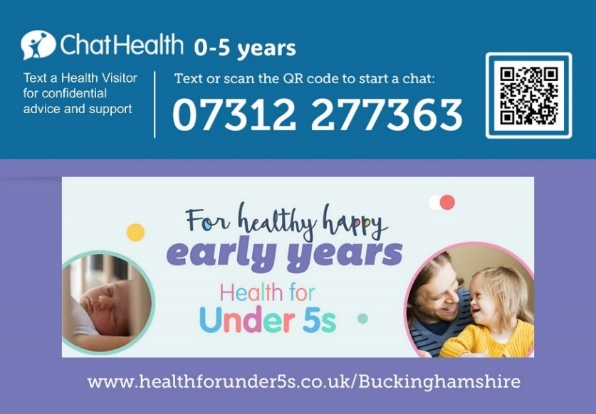 ChatHealth 0-5 years
Text a Health Visitor
for confidential
advice and support
Text or scan the QR code to start a chat:
07312 277363
For healthy happy
early years
Health for
Under 5s
www.healthforunder5s.co.uk/Buckinghamshire